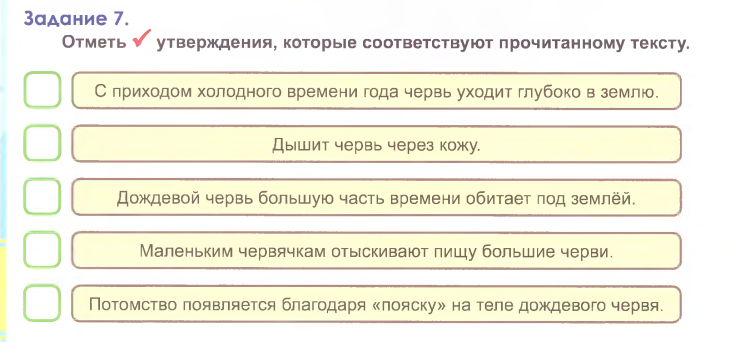 Задание 7.
Отметь ✓ утверждения, которые соответствуют прочитанному тексту.
С приходом холодного времени года червь уходит глубоко в землю.
Дышит червь через кожу.
Дождевой червь большую часть времени обитает под землёй.
Маленьким червячкам отыскивают пищу большие черви.
Потомство появляется благодаря «пояску» на теле дождевого червя.